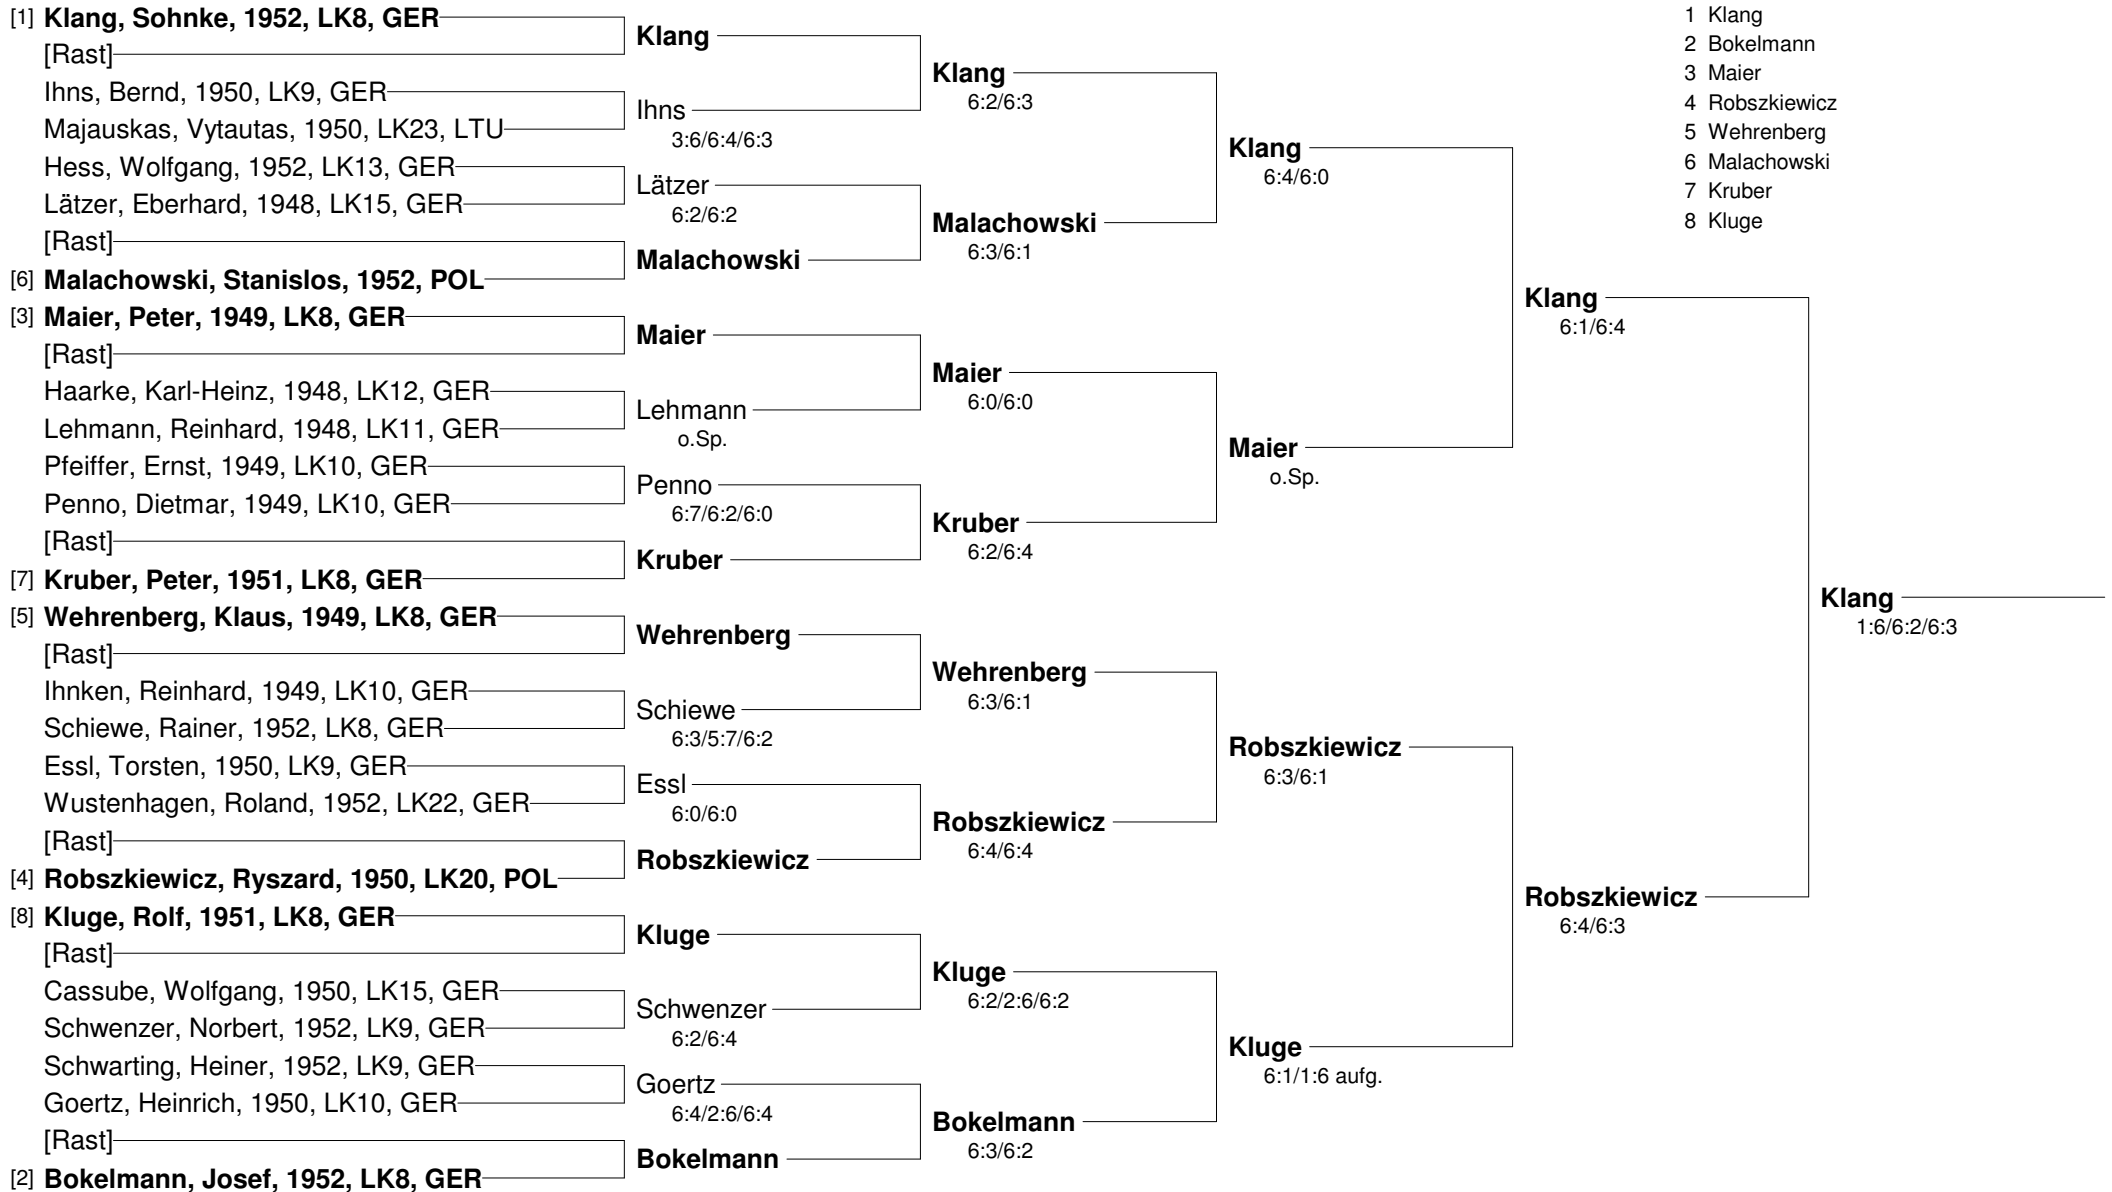 [1] Klang, Sohnke, 1952, LK8, GER
[Rast]
Ihns, Bernd, 1950, LK9, GER
Majauskas, Vytautas, 1950, LK23, LTU
Hess, Wolfgang, 1952, LK13, GER
Lätzer, Eberhard, 1948, LK15, GER
[Rast]
[6] Malachowski, Stanislos, 1952, POL
[3] Maier, Peter, 1949, LK8, GER
[Rast]
Haarke, Karl-Heinz, 1948, LK12, GER
Lehmann, Reinhard, 1948, LK11, GER
Pfeiffer, Ernst, 1949, LK10, GER
Penno, Dietmar, 1949, LK10, GER
[Rast]
[7] Kruber, Peter, 1951, LK8, GER
[5] Wehrenberg, Klaus, 1949, LK8, GER
[Rast]
Ihnken, Reinhard, 1949, LK10, GER
Schiewe, Rainer, 1952, LK8, GER
Essl, Torsten, 1950, LK9, GER
Wustenhagen, Roland, 1952, LK22, GER
[Rast]
[4] Robszkiewicz, Ryszard, 1950, LK20, POL
[8] Kluge, Rolf, 1951, LK8, GER
[Rast]
Cassube, Wolfgang, 1950, LK15, GER
Schwenzer, Norbert, 1952, LK9, GER
Schwarting, Heiner, 1952, LK9, GER
Goertz, Heinrich, 1950, LK10, GER
[Rast]
[2] Bokelmann, Josef, 1952, LK8, GER
Klang
Ihns
3:6/6:4/6:3
Lätzer
6:2/6:2
Malachowski
Maier
Lehmann
o.Sp.
Penno
6:7/6:2/6:0
Kruber
Wehrenberg
Schiewe
6:3/5:7/6:2
Essl
6:0/6:0
Robszkiewicz
Kluge
Schwenzer
6:2/6:4
Goertz
6:4/2:6/6:4
Bokelmann
Klang
6:2/6:3
Malachowski
6:3/6:1
Maier
6:0/6:0
Kruber
6:2/6:4
Wehrenberg
6:3/6:1
Robszkiewicz
6:4/6:4
Kluge
6:2/2:6/6:2
Bokelmann
6:3/6:2
Klang
6:4/6:0
Maier
o.Sp.
Robszkiewicz
6:3/6:1
Kluge
6:1/1:6 aufg.
Klang
6:1/6:4
Robszkiewicz
6:4/6:3
Klang
1:6/6:2/6:3
1 Klang
2 Bokelmann
3 Maier
4 Robszkiewicz
5 Wehrenberg
6 Malachowski
7 Kruber
8 Kluge